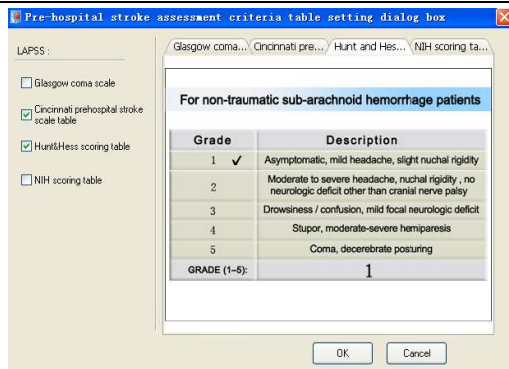 Pre-hospital stroke assessment criteria table setting dialog box
LAPSS :
Glasgow coma scale
Cincinnati prehospital stroke
scale table
Hunt&Hess scoring table
NIH scoring table
Glasgow coma... Cincinnati pre... Hunt and Hes... NIH scoring ta...
For non-traumatic sub-arachnoid hemorrhage patients
Grade Description
1 ✓ Asymptomatic, mild headache, slight nuchal rigidity
2 Moderate to severe headache, nuchal rigidity , no
neurologic deficit other than cranial nerve palsy
3 Drowsiness / confusion, mild focal neurologic deficit
4 Stupor, moderate-severe hemiparesis
5 Coma, decerebrate posturing
GRADE (1–5): 1
OK Cancel